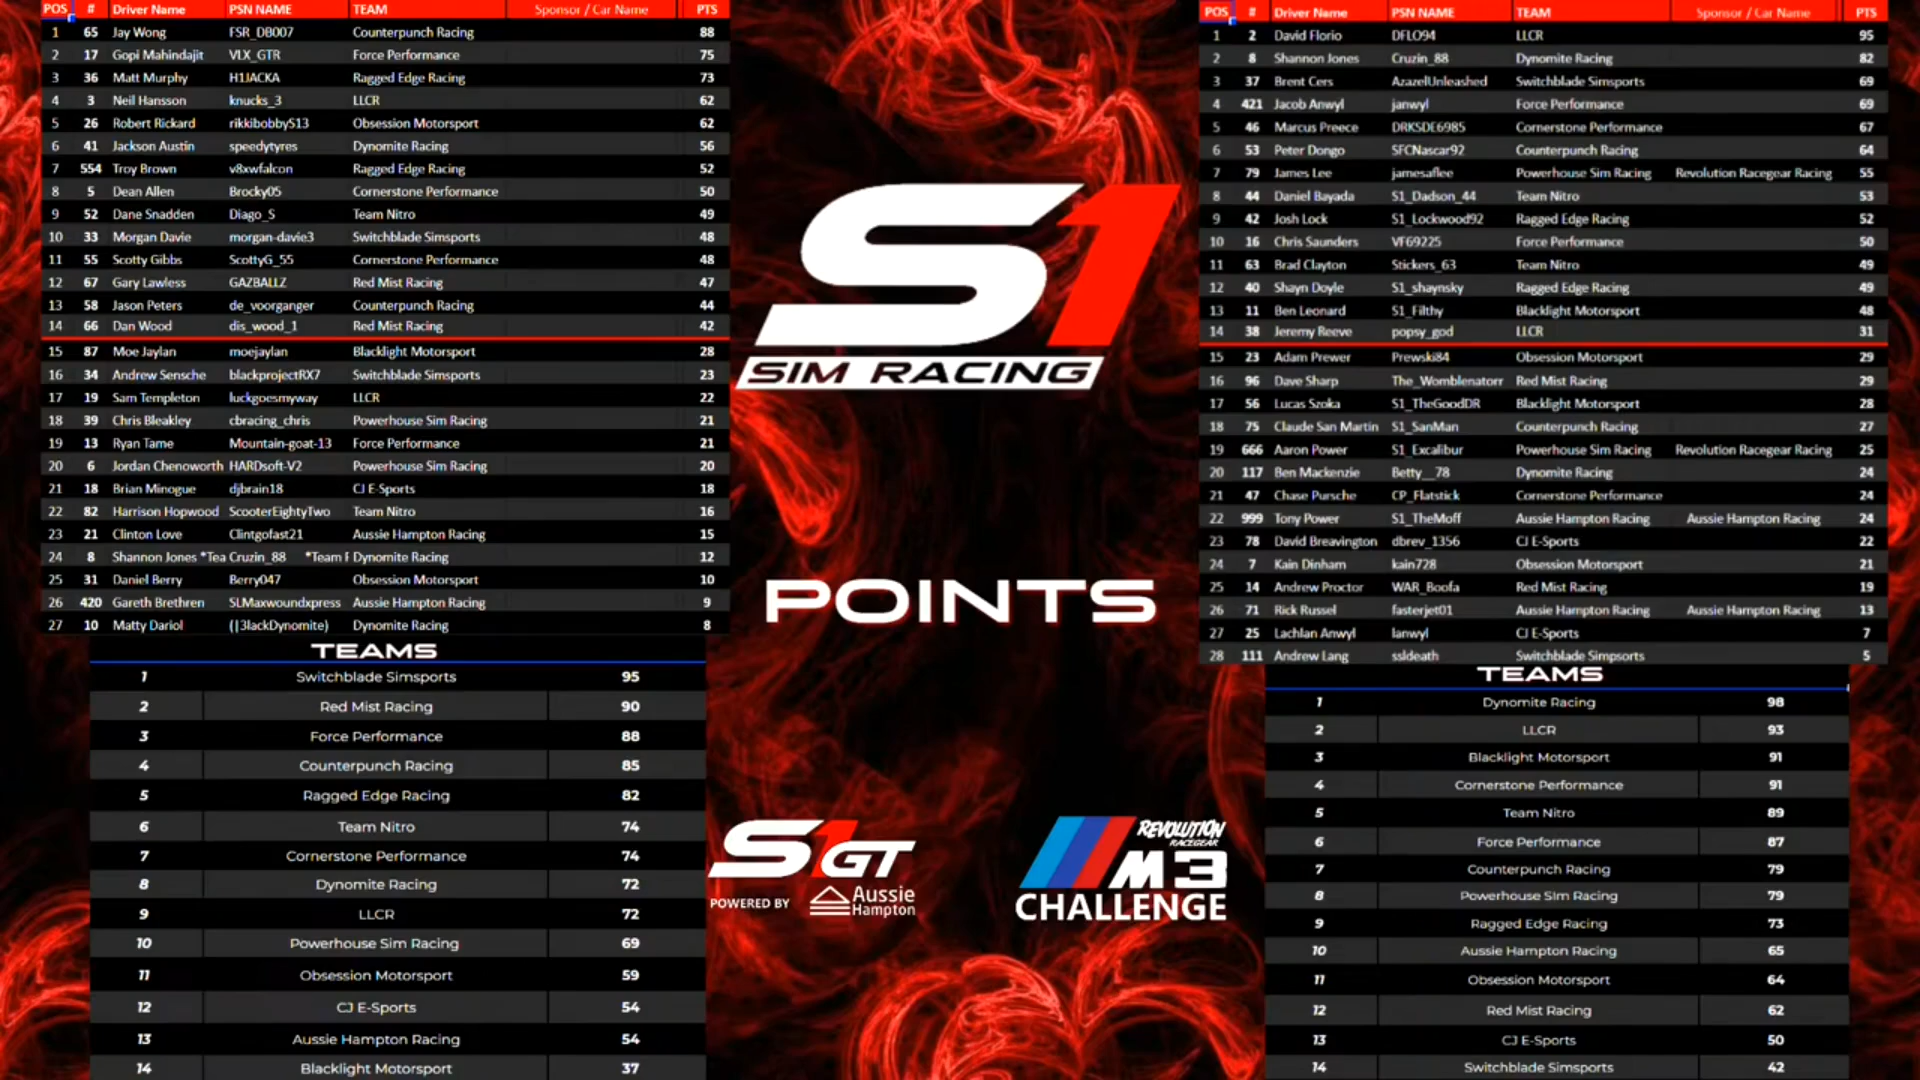 POS # Driver Name PSN NAME TEAM Sponsor / Car Name PTS
1 65 Jay Wong FSR_DB007 Counterpunch Racing 88
2 17 Gopi Mahindajit VLX_GTR Force Performance 75
3 36 Matt Murphy H1JACKA Ragged Edge Racing 73
4 3 Neil Hansson knucks_3 LLCR 62
5 26 Robert Rickard rikkibobbyS13 Obsession Motorsport 62
6 41 Jackson Austin speedytyres Dynomite Racing 56
7 554 Troy Brown v8xwfalcon Ragged Edge Racing 52
8 5 Dean Allen Brocky05 Cornerstone Performance 50
9 52 Dane Snadden Diago_S Team Nitro 49
10 33 Morgan Davie morgan-davie3 Switchblade Simsports 48
11 55 Scotty Gibbs ScottyG_55 Cornerstone Performance 48
12 67 Gary Lawless GAZBALLZ Red Mist Racing 47
13 58 Jason Peters de_voorganger Counterpunch Racing 44
14 66 Dan Wood dis_wood_1 Red Mist Racing 42
15 87 Moe Jaylan moejaylan Blacklight Motorsport 28
16 34 Andrew Sensche blackprojectRX7 Switchblade Simsports 23
17 19 Sam Templeton luckgoesmyway LLCR 22
18 39 Chris Bleakley cbracing_chris Powerhouse Sim Racing 21
19 13 Ryan Tame Mountain-goat-13 Force Performance 21
20 6 Jordan Chenoworth HARDsoft-V2 Powerhouse Sim Racing 20
21 18 Brian Minogue djbrain18 CJ E-Sports 18
22 82 Harrison Hopwood ScooterEightyTwo Team Nitro 16
23 21 Clinton Love Clintgofast21 Aussie Hampton Racing 15
24 8 Shannon Jones *Tea Cruzin_88 *Team F Dynomite Racing 12
25 31 Daniel Berry Berry047 Obsession Motorsport 10
26 420 Gareth Brethren SLMaxwoundxpress Aussie Hampton Racing 9
27 10 Matty Dariol (|3lackDynomite) Dynomite Racing 8
TEAMS
1 Switchblade Simsports 95
2 Red Mist Racing 90
3 Force Performance 88
4 Counterpunch Racing 85
5 Ragged Edge Racing 82
6 Team Nitro 74
7 Cornerstone Performance 74
8 Dynomite Racing 72
9 LLCR 72
10 Powerhouse Sim Racing 69
11 Obsession Motorsport 59
12 CJ E-Sports 54
13 Aussie Hampton Racing 54
14 Blacklight Motorsport 37
S1
SIM RACING
POINTS
S1 GT
POWERED BY Aussie
Hampton
REVOLUTION
RACEGEAR
M3
CHALLENGE
POS # Driver Name PSN NAME TEAM Sponsor / Car Name PTS
1 2 David Florio DFLO94 LLCR 95
2 8 Shannon Jones Cruzin_88 Dynomite Racing 82
3 37 Brent Cers AzazelUnleashed Switchblade Simsports 69
4 421 Jacob Anwyl janwyl Force Performance 69
5 46 Marcus Preece DRKSDE6985 Cornerstone Performance 67
6 53 Peter Dongo SFCNascar92 Counterpunch Racing 64
7 79 James Lee jamesaflee Powerhouse Sim Racing Revolution Racegear Racing 55
8 44 Daniel Bayada S1_Dadson_44 Team Nitro 53
9 42 Josh Lock S1_Lockwood92 Ragged Edge Racing 52
10 16 Chris Saunders VF69225 Force Performance 50
11 63 Brad Clayton Stickers_63 Team Nitro 49
12 40 Shayn Doyle S1_shaynsky Ragged Edge Racing 49
13 11 Ben Leonard S1_Filthy Blacklight Motorsport 48
14 38 Jeremy Reeve popsy_god LLCR 31
15 23 Adam Prewer Prewski84 Obsession Motorsport 29
16 96 Dave Sharp The_Womblenatorr Red Mist Racing 29
17 56 Lucas Szoka S1_TheGoodDR Blacklight Motorsport 28
18 75 Claude San Martin S1_SanMan Counterpunch Racing 27
19 666 Aaron Power S1_Excalibur Powerhouse Sim Racing Revolution Racegear Racing 25
20 117 Ben Mackenzie Betty__78 Dynomite Racing 24
21 47 Chase Pursche CP_Flatstick Cornerstone Performance 24
22 999 Tony Power S1_TheMoff Aussie Hampton Racing Aussie Hampton Racing 24
23 78 David Breavington dbrev_1356 CJ E-Sports 22
24 7 Kain Dinham kain728 Obsession Motorsport 21
25 14 Andrew Proctor WAR_Boofa Red Mist Racing 19
26 71 Rick Russel fasterjet01 Aussie Hampton Racing Aussie Hampton Racing 13
27 25 Lachlan Anwyl lanwyl CJ E-Sports 7
28 111 Andrew Lang ssldeath Switchblade Simpsorts 5
TEAMS
1 Dynomite Racing 98
2 LLCR 93
3 Blacklight Motorsport 91
4 Cornerstone Performance 91
5 Team Nitro 89
6 Force Performance 87
7 Counterpunch Racing 79
8 Powerhouse SIm Racing 79
9 Ragged Edge Racing 73
10 Aussie Hampton Racing 65
11 Obsession Motorsport 64
12 Red Mist Racing 62
13 CJ E-Sports 50
14 Switchblade Simsports 42